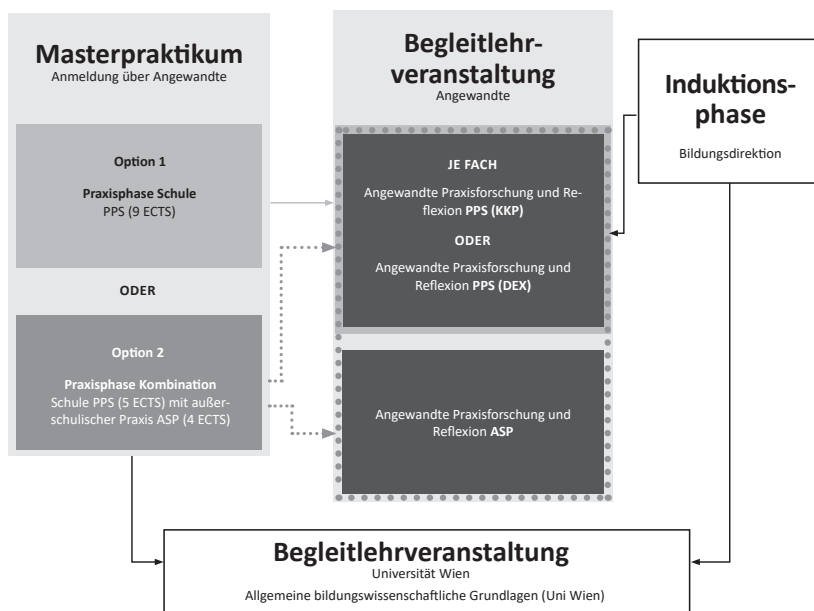 Masterpraktikum
Anmeldung über Angewandte
Option 1
Praxisphase Schule
PPS (9 ECTS)
ODER
Option 2
Praxisphase Kombination
Schule PPS (5 ECTS) mit außer-
schulischer Praxis ASP (4 ECTS)
Begleitlehr-
veranstaltung
Angewandte
JE FACH
Angewandte Praxisforschung und Re-
flexion PPS (KKP)
ODER
Angewandte Praxisforschung und
Reflexion PPS (DEX)
Angewandte Praxisforschung und
Reflexion ASP
Induktions-
phase
Bildungsdirektion
Begleitlehrveranstaltung
Universität Wien
Allgemeine bildungswissenschaftliche Grundlagen (Uni Wien)